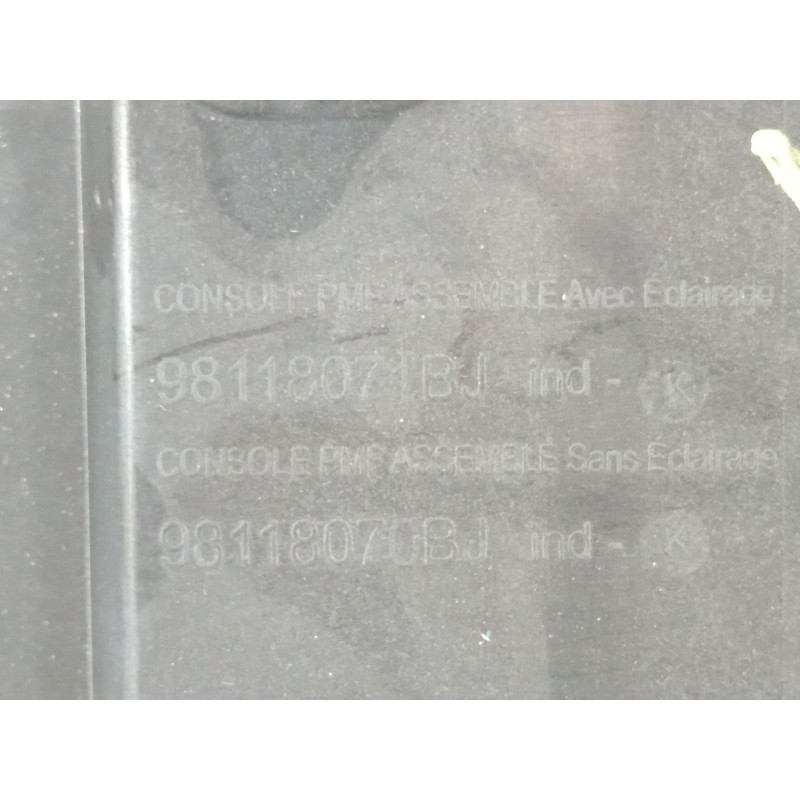 CONSOLE PMF ASSEMBLE Avec Eclairage
98118071BJ ind - K
CONSOLE PMF ASSEMBLE Sans Eclairage
98118070BJ ind - K